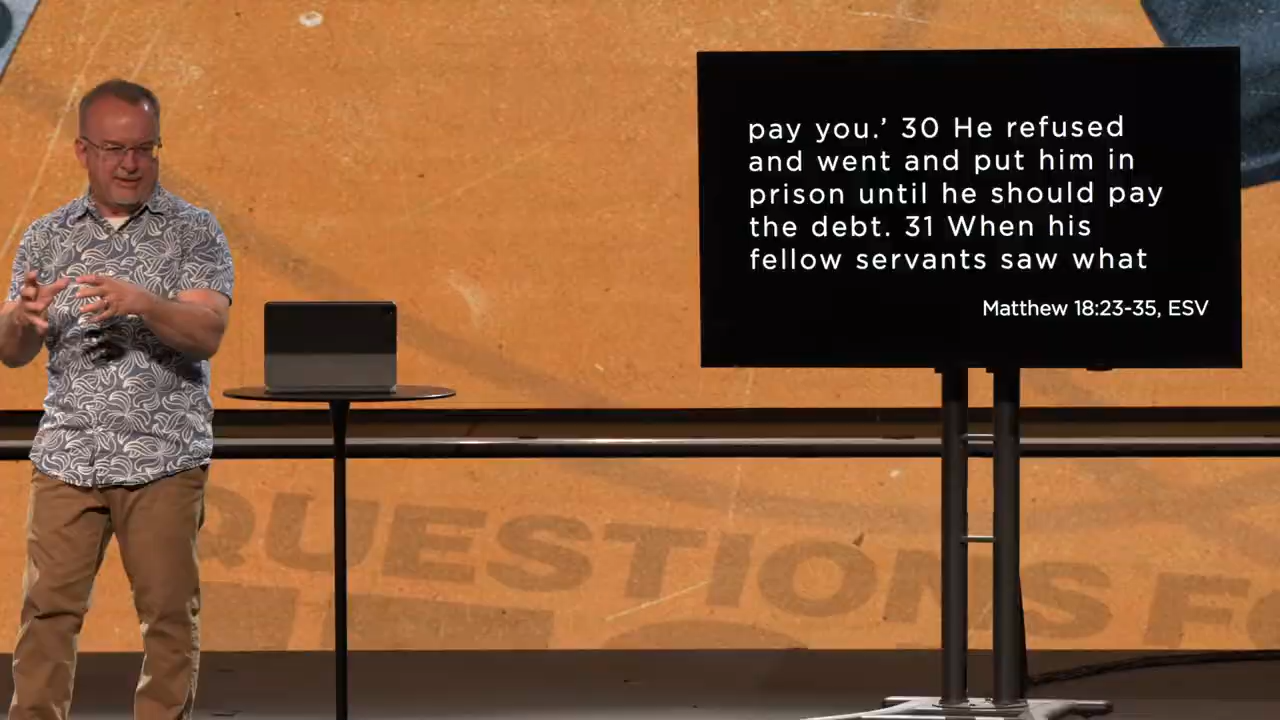 pay you.’ 30 He refused
and went and put him in
prison until he should pay
the debt. 31 When his
fellow servants saw what
Matthew 18:23-35, ESV
QUESTIONS